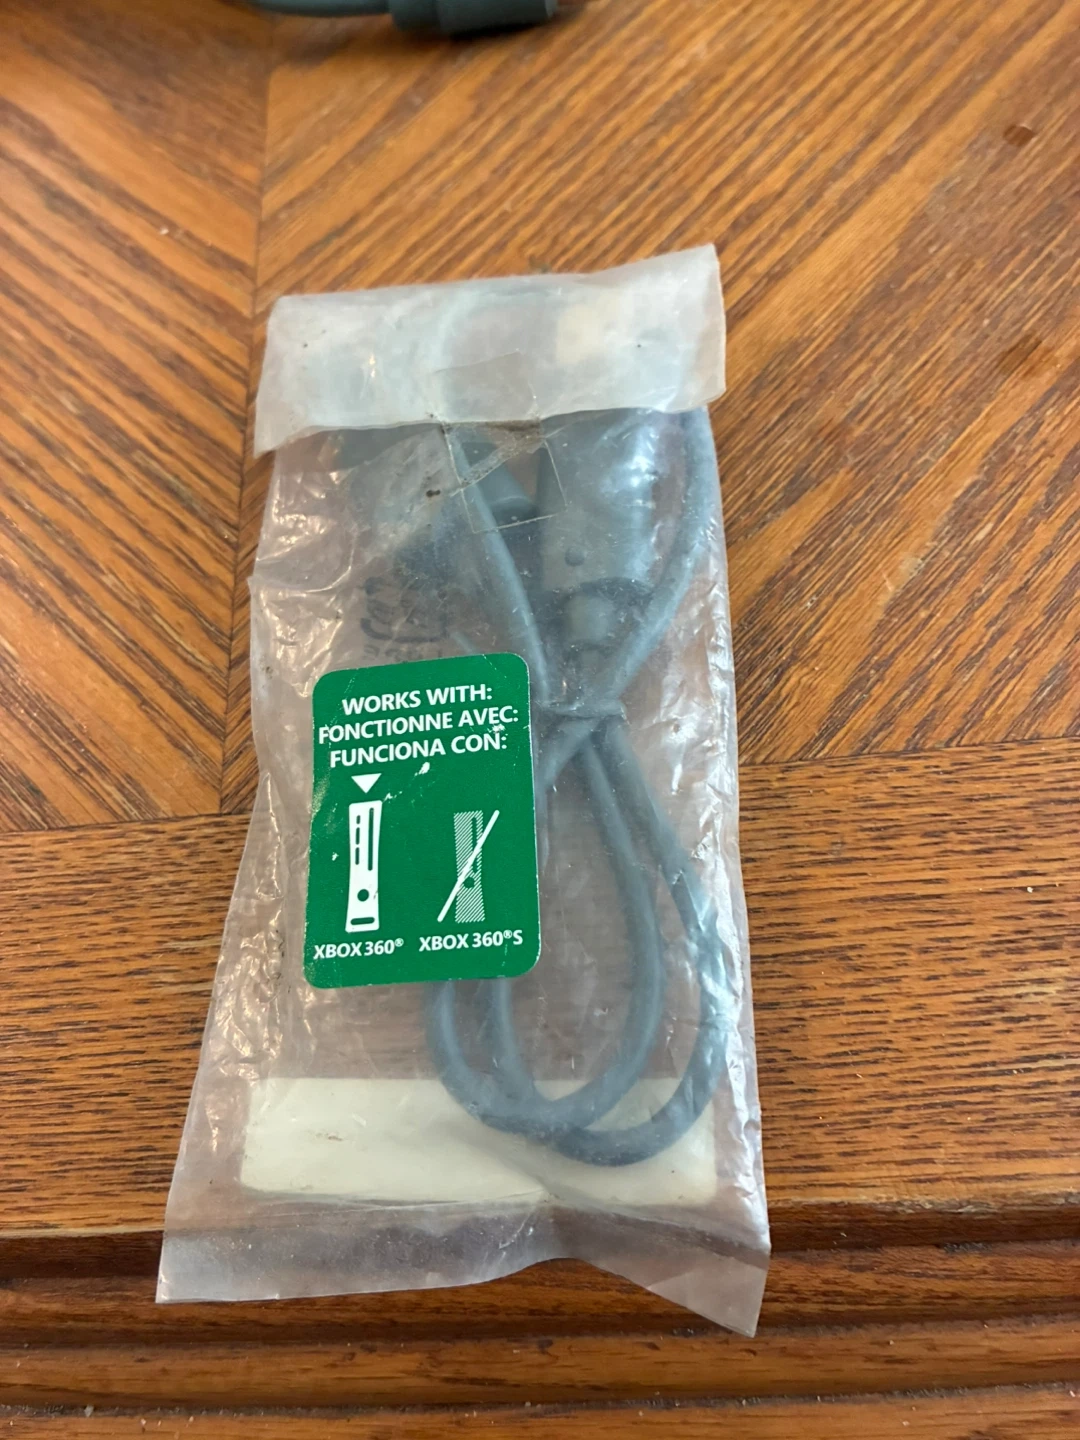 WORKS WITH:
FONCTIONNE AVEC:
FUNCIONA CON:
XBOX 360® XBOX 360®S